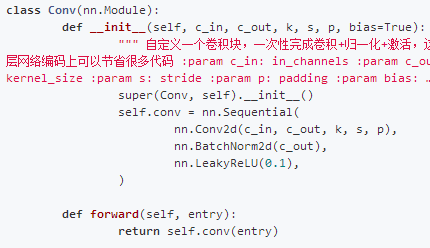 class Conv(nn.Module):
def __init__(self, c_in, c_out, k, s, p, bias=True):
""" 自定义一个卷积块，一次性完成卷积+归一化+激活，这
层网络编码上可以节省很多代码 :param c_in: in_channels :param c_ou
kernel_size :param s: stride :param p: padding :param bias: …
super(Conv, self).__init__()
self.conv = nn.Sequential(
nn.Conv2d(c_in, c_out, k, s, p),
nn.BatchNorm2d(c_out),
nn.LeakyReLU(0.1),
)
def forward(self, entry):
return self.conv(entry)